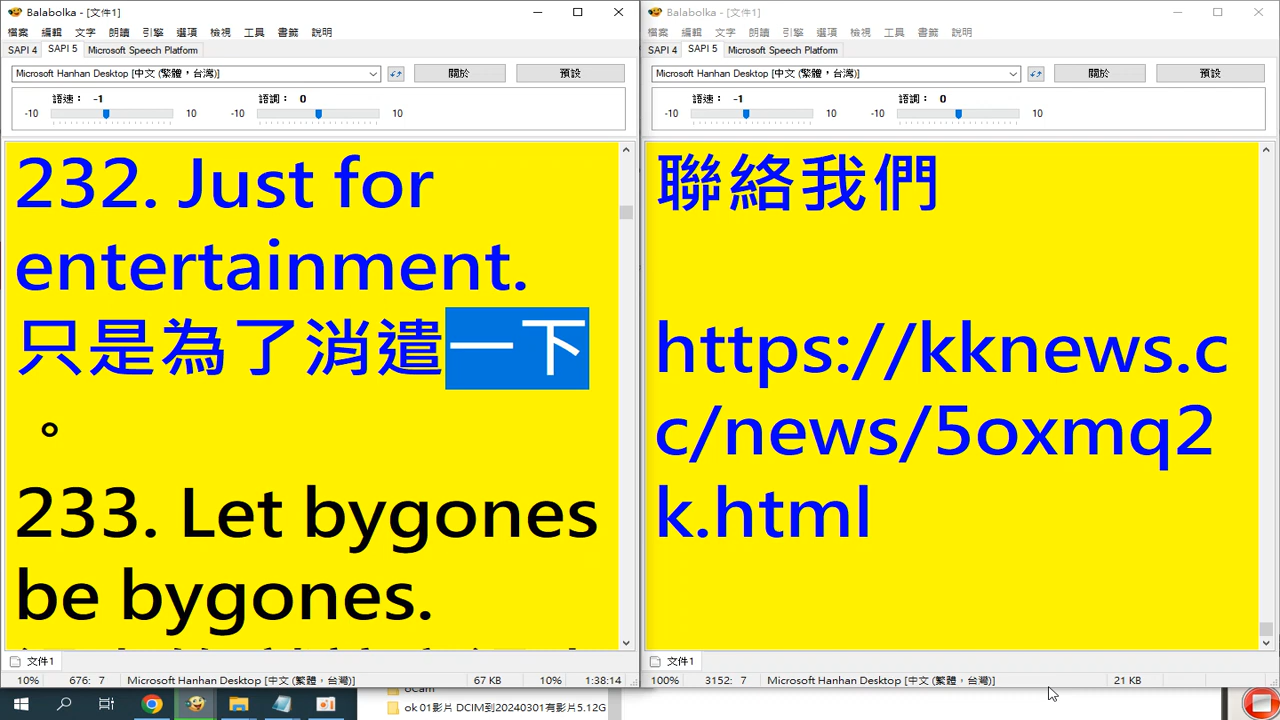 Balabolka - [文件1]
檔案 編輯 文字 朗讀 引擎 選項 檢視 工具 書籤 說明
SAPI 4 SAPI 5 Microsoft Speech Platform
Microsoft Hanhan Desktop [中文 (繁體，台灣)] 關於 預設
語速： -1 語調： 0
-10 10 -10 10
232. Just for
entertainment.
只是為了消遣一下
。
233. Let bygones
be bygones.
文件1
10% 676: 7 Microsoft Hanhan Desktop [中文 (繁體，台灣)] 67 KB 10% 1:38:14
Balabolka - [文件1]
檔案 編輯 文字 朗讀 引擎 選項 檢視 工具 書籤 說明
SAPI 4 SAPI 5 Microsoft Speech Platform
Microsoft Hanhan Desktop [中文 (繁體，台灣)] 關於 預設
語速： -1 語調： 0
-10 10 -10 10
聯絡我們
https://kknews.c
c/news/5oxmq2
k.html
文件1
100% 3152: 7 Microsoft Hanhan Desktop [中文 (繁體，台灣)] 21 KB
oCam
ok 01影片 DCIM到20240301有影片5.12G